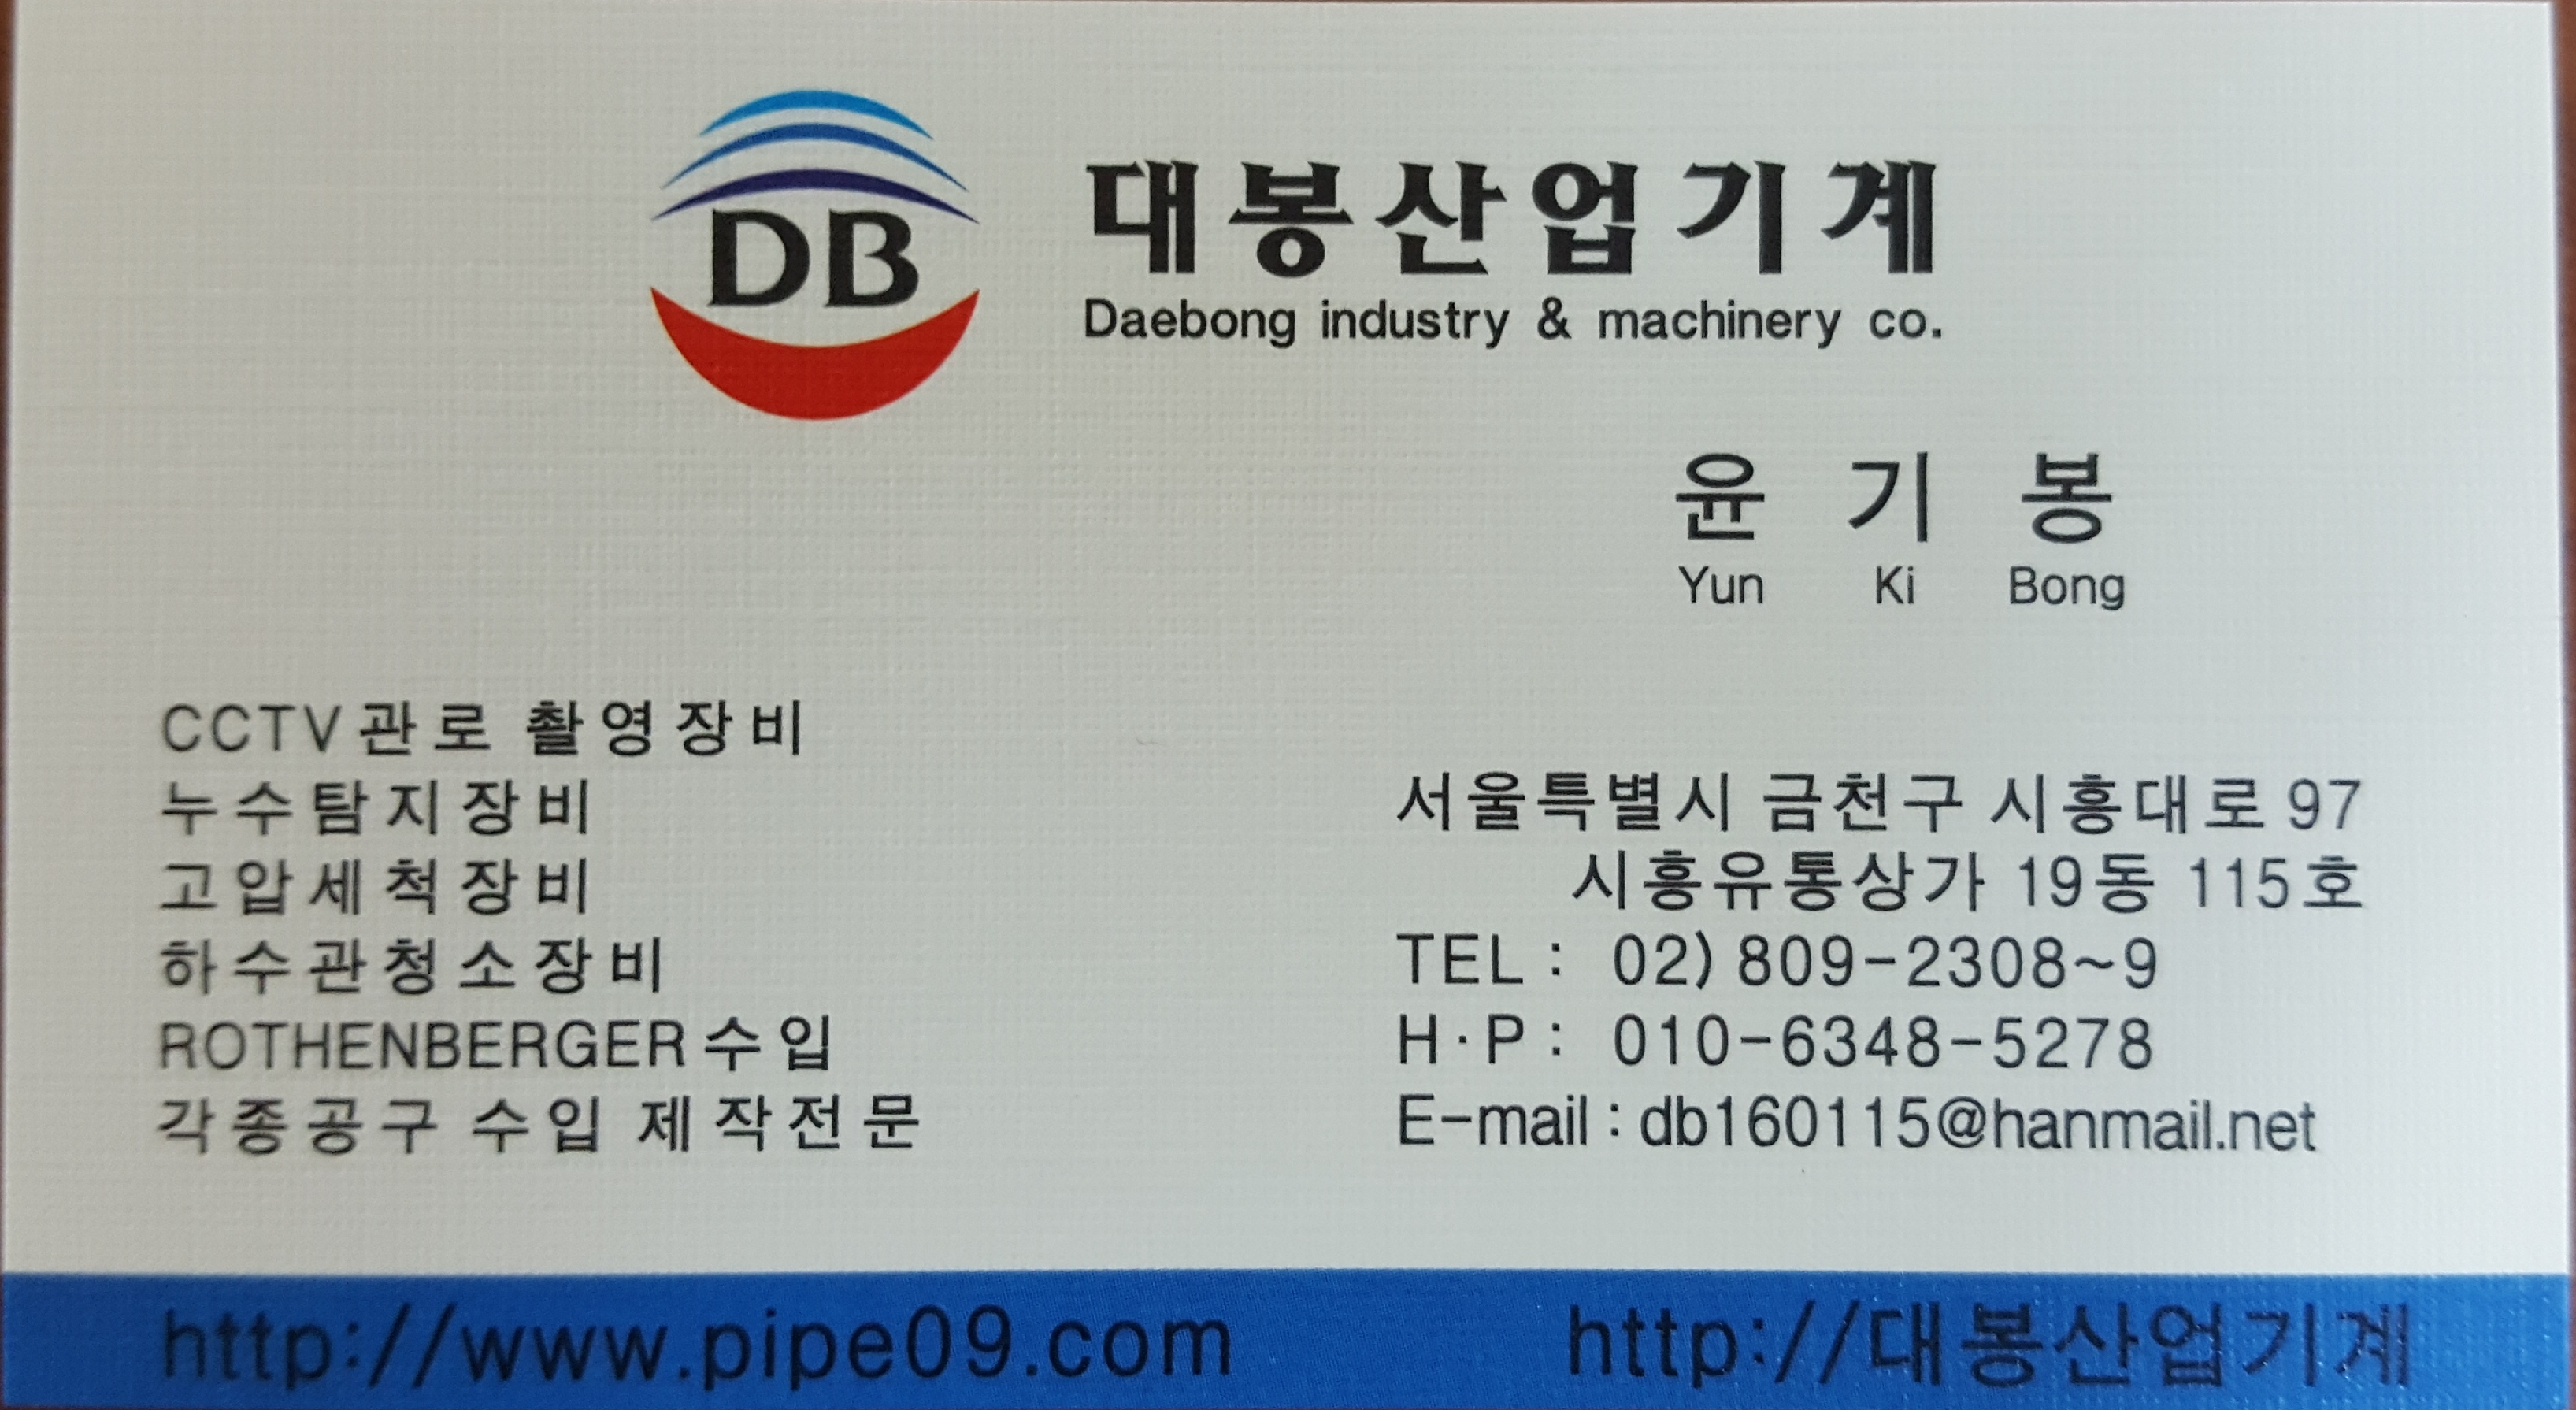 DB
대봉산업기계
Daebong industry & machinery co.
윤 기 봉
Yun Ki Bong
CCTV관로 촬영장비
누수탐지장비
고압세척장비
하수관청소장비
ROTHENBERGER수입
각종공구 수입 제작전문
서울특별시 금천구 시흥대로 97
시흥유통상가 19동 115호
TEL : 02) 809-2308~9
H·P : 010-6348-5278
E-mail : db160115@hanmail.net
http://www.pipe09.com
http://대봉산업기계